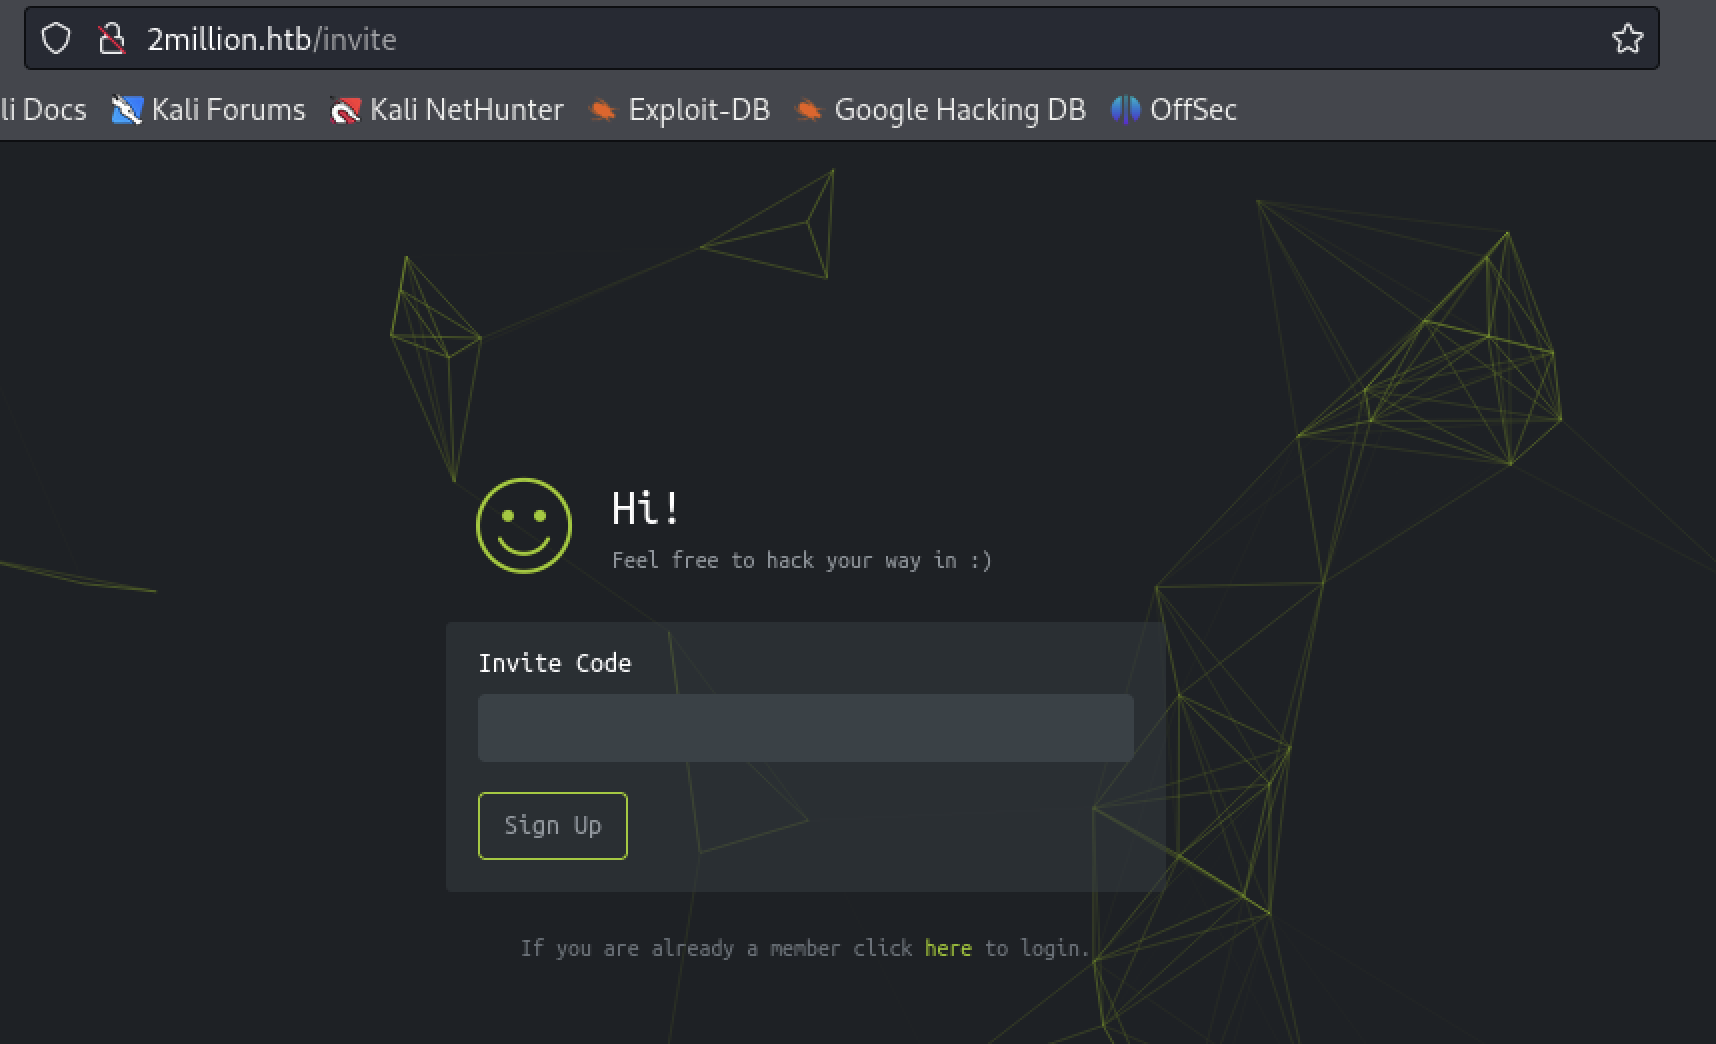 2million.htb/invite
li Docs Kali Forums Kali NetHunter Exploit-DB Google Hacking DB OffSec
Hi!
Feel free to hack your way in :)
Invite Code
Sign Up
If you are already a member click here to login.